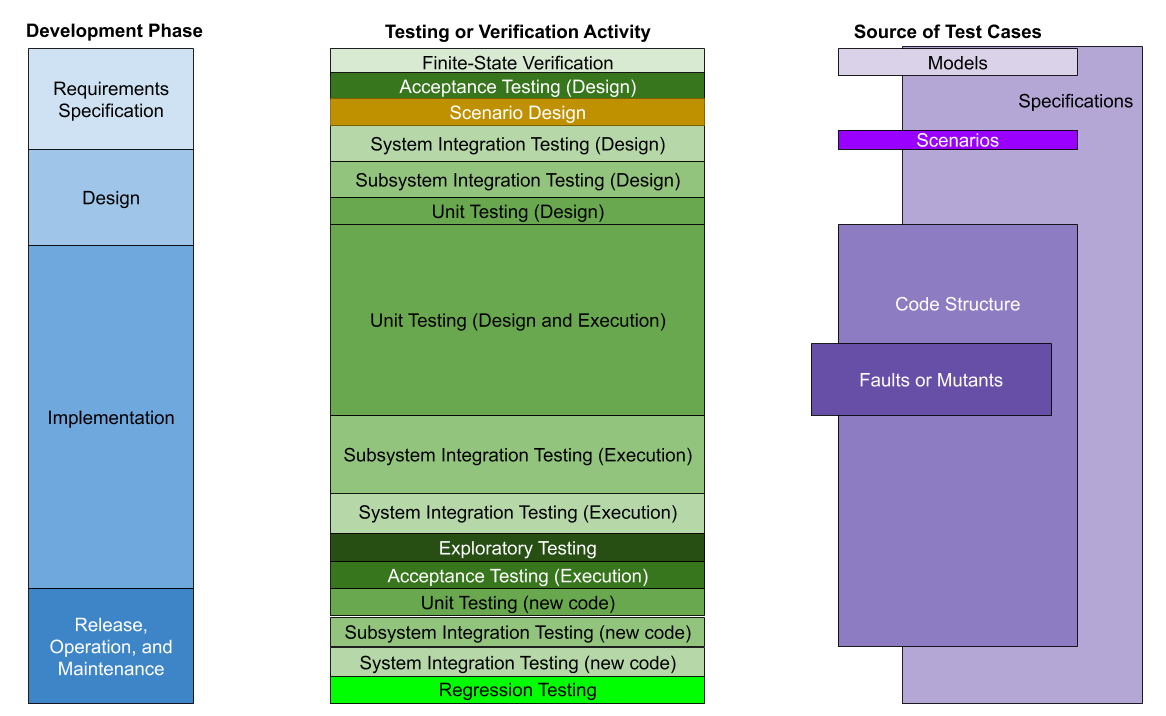 Development Phase
Requirements
Specification
Design
Implementation
Release,
Operation, and
Maintenance
Testing or Verification Activity
Finite-State Verification
Acceptance Testing (Design)
Scenario Design
System Integration Testing (Design)
Subsystem Integration Testing (Design)
Unit Testing (Design)
Unit Testing (Design and Execution)
Subsystem Integration Testing (Execution)
System Integration Testing (Execution)
Exploratory Testing
Acceptance Testing (Execution)
Unit Testing (new code)
Subsystem Integration Testing (new code)
System Integration Testing (new code)
Regression Testing
Source of Test Cases
Models
Specifications
Scenarios
Code Structure
Faults or Mutants